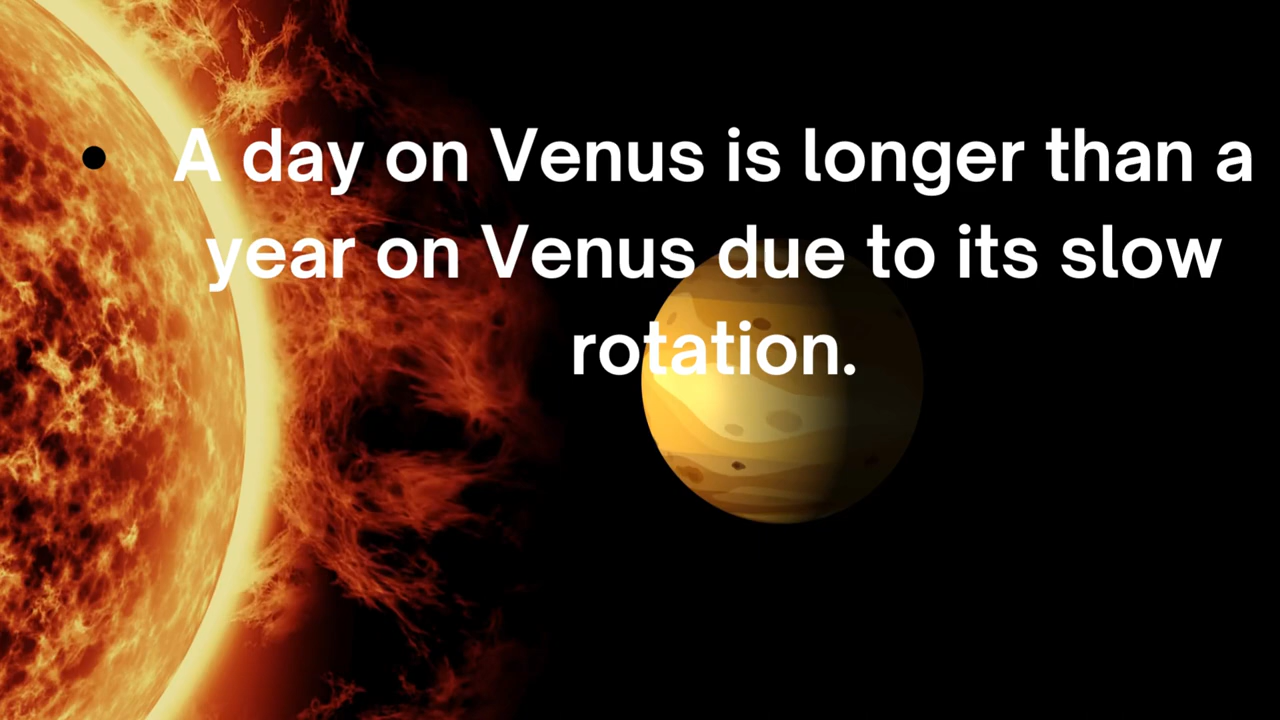 • A day on Venus is longer than a
year on Venus due to its slow
rotation.